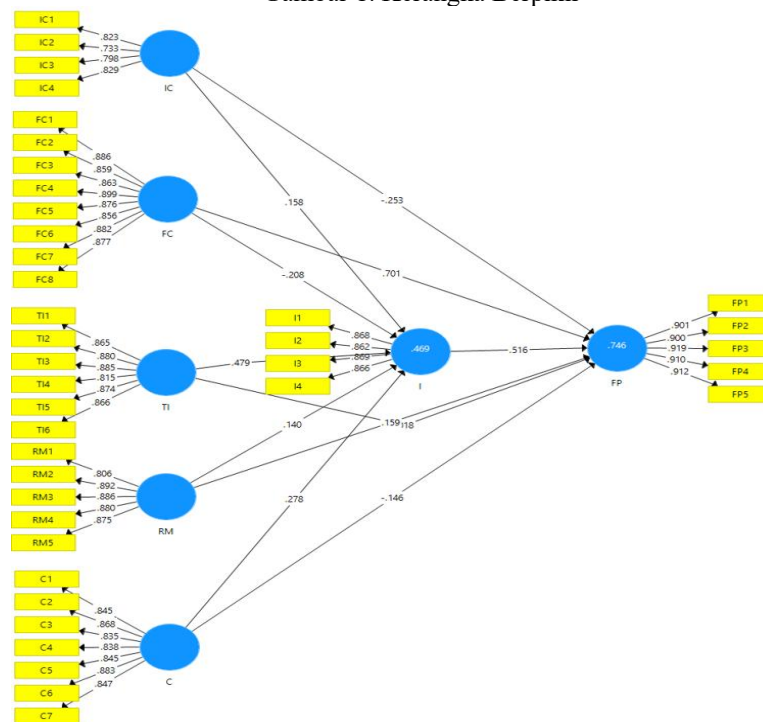 Gambar 1. Kerangka Berpikir
IC1
IC2
IC3
IC4
.823
.733
.798
.829
IC
FC1
FC2
FC3
FC4
FC5
FC6
FC7
FC8
.886
.859
.863
.899
.876
.856
.882
.877
FC
.158
-.253
-.208
.701
TI1
TI2
TI3
TI4
TI5
TI6
.865
.880
.885
.815
.874
.866
TI
I1
I2
I3
I4
.868
.862
.869
.866
.479
.469
I
.516
.746
FP
.901
.900
.919
.910
.912
FP1
FP2
FP3
FP4
FP5
.140
.159
RM1
RM2
RM3
RM4
RM5
.806
.892
.886
.880
.875
RM
.278
-.146
C1
C2
C3
C4
C5
C6
C7
.845
.868
.835
.838
.845
.883
.847
C